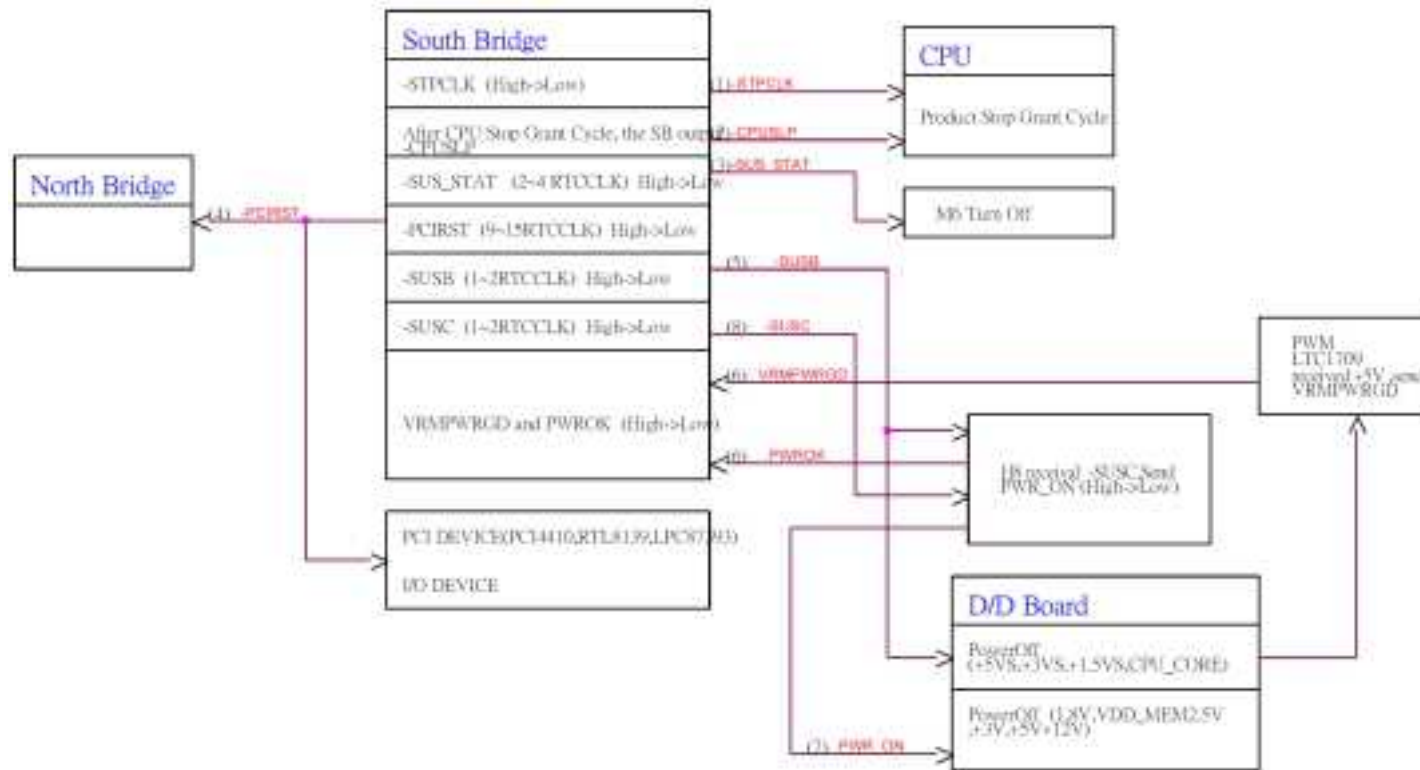 South Bridge
-STPCLK (High->Low)
After CPU Stop Grant Cycle, the SB output
-CPUSLP
-SUS_STAT (2~4 RTCCLK) High->Low
-PCIRST (9~15RTCCLK) High->Low
-SUSB (1~2RTCCLK) High->Low
-SUSC (1~2RTCCLK) High->Low
VRMPWRGD and PWROK (High->Low)
CPU
Product Stop Grant Cycle
(1) -STPCLK
-CPUSLP
(3) -SUS_STAT
M6 Turn Off
North Bridge
(4) -PCIRST
(5) -SUSB
(8) -SUSC
(6) VRMPWRGD
(6) PWROK
PWM
LTC1709
received +5V ,send
VRMPWRGD
H8 receival -SUSC,Send
PWR_ON (High->Low)
PCI DEVICE(PCI4410,RTL8139,LPC87393)
I/O DEVICE
D/D Board
PowerOff
(+5VS,+3VS,+1.5VS,CPU_CORE)
PowerOff (1.8V,VDD_MEM2.5V
,+3V,+5V+12V)
(7) PWR_ON